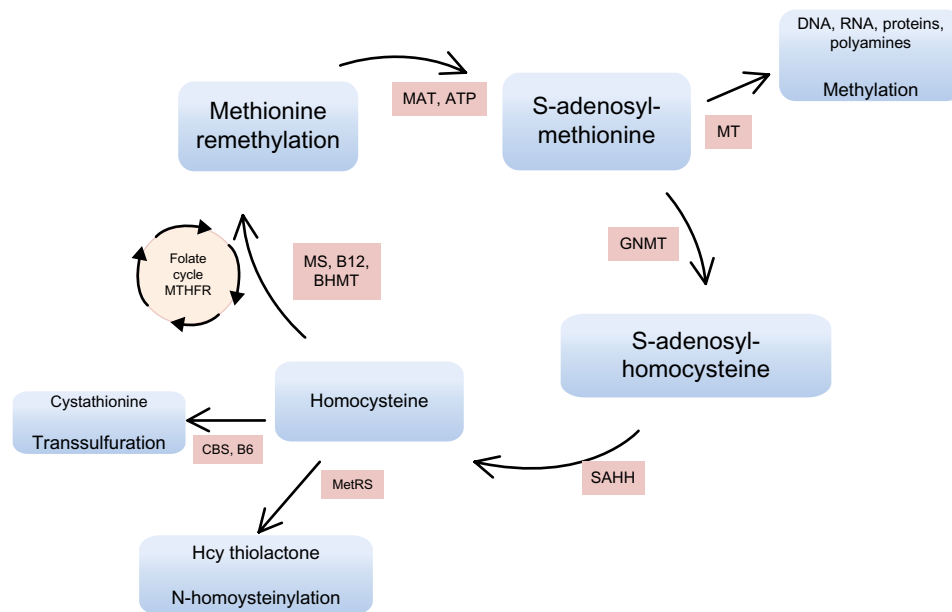 DNA, RNA, proteins,
polyamines
Methylation
Methionine
remethylation
MAT, ATP
S-adenosyl-
methionine
MT
GNMT
Folate
cycle
MTHFR
MS, B12,
BHMT
S-adenosyl-
homocysteine
Homocysteine
Cystathionine
Transsulfuration
CBS, B6
MetRS
SAHH
Hcy thiolactone
N-homoysteinylation